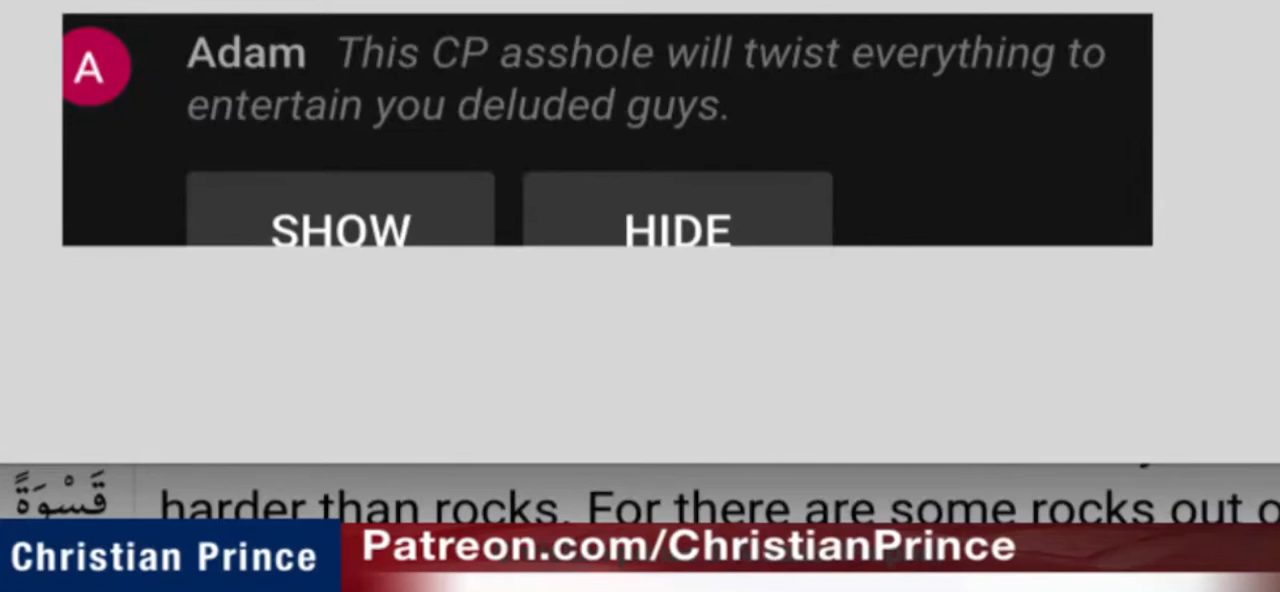 A
Adam This CP asshole will twist everything to
entertain you deluded guys.
SHOW HIDE
قَسْوَةً harder than rocks. For there are some rocks out
Christian Prince Patreon.com/ChristianPrince